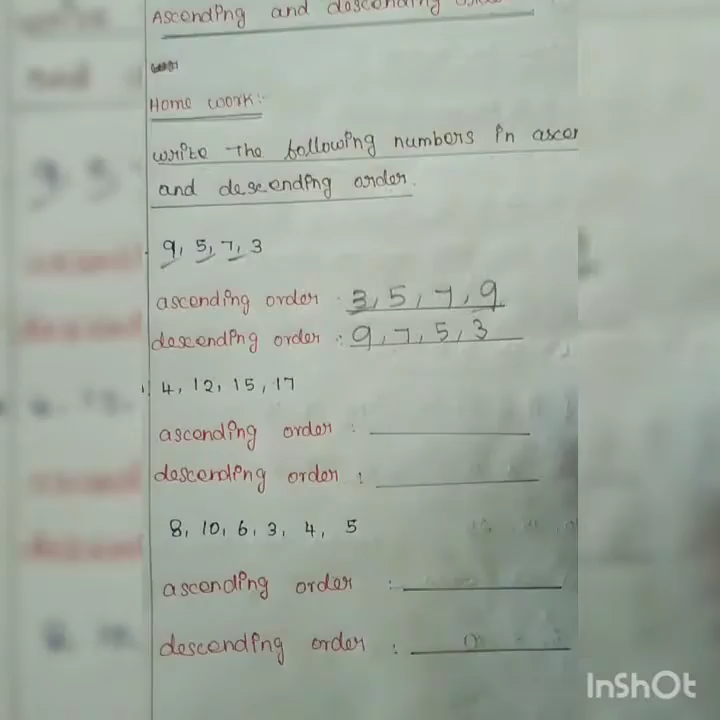 Ascending and descending
Home work:-
write the following numbers in
and descending order.
9, 5, 7, 3
ascending order : 3, 5, 7, 9
descending order : 9, 7, 5, 3
4, 12, 15, 17
ascending order :
descending order :
8, 10, 6, 3, 4, 5
ascending order :-
descending order :
InShOt